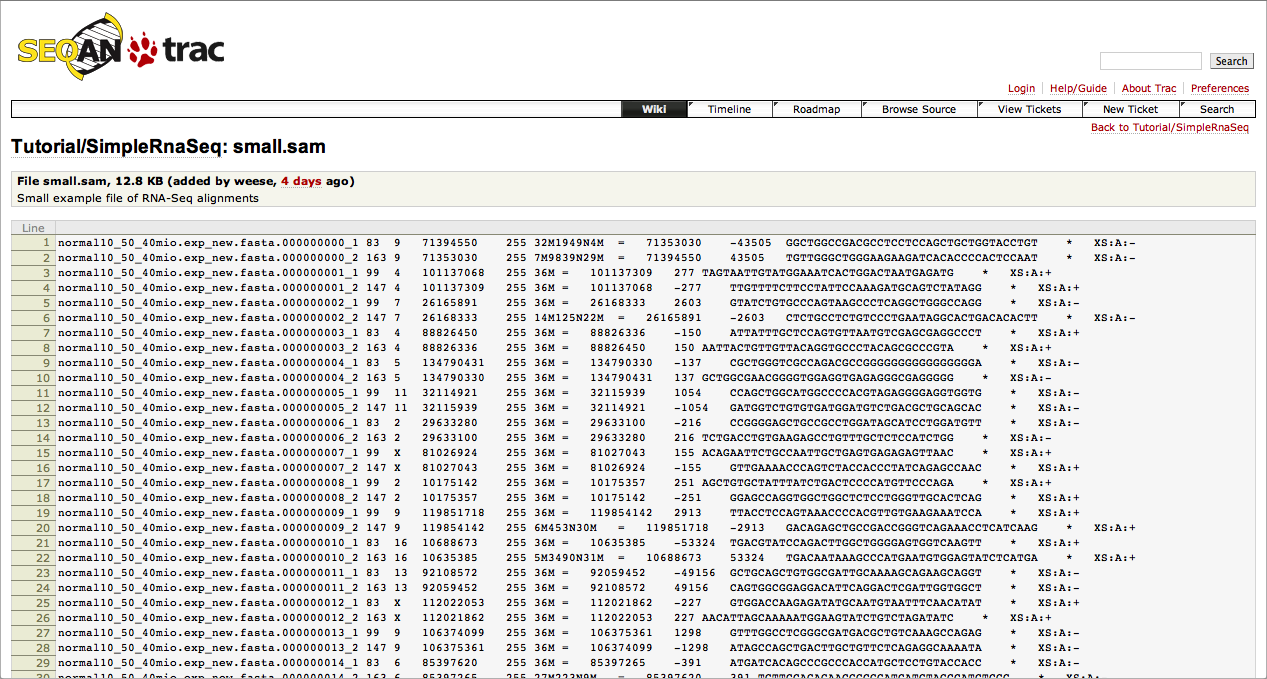 SEQAN trac
Search
Login Help/Guide About Trac Preferences
Wiki Timeline Roadmap Browse Source View Tickets New Ticket Search
Back to Tutorial/SimpleRnaSeq
Tutorial/SimpleRnaSeq: small.sam
File small.sam, 12.8 KB (added by weese, 4 days ago)
Small example file of RNA-Seq alignments
Line
1 normal10_50_40mio.exp_new.fasta.000000000_1 83 9 71394550 255 32M1949N4M = 71353030 -43505 GGCTGGCCGACGCCTCCTCCAGCTGCTGGTACCTGT * XS:A:-
2 normal10_50_40mio.exp_new.fasta.000000000_2 163 9 71353030 255 7M9839N29M = 71394550 43505 TGTTGGGCTGGGAAGAAGATCACACCCCACTCCAAT * XS:A:-
3 normal10_50_40mio.exp_new.fasta.000000001_1 99 4 101137068 255 36M = 101137309 277 TAGTAATTGTATGGAAATCACTGGACTAATGAGATG * XS:A:+
4 normal10_50_40mio.exp_new.fasta.000000001_2 147 4 101137309 255 36M = 101137068 -277 TTGTTTTCTTCCTATTCCAAAGATGCAGTCTATAGG * XS:A:+
5 normal10_50_40mio.exp_new.fasta.000000002_1 99 7 26165891 255 36M = 26168333 2603 GTATCTGTGCCCAGTAAGCCCTCAGGCTGGGCCAGG * XS:A:-
6 normal10_50_40mio.exp_new.fasta.000000002_2 147 7 26168333 255 14M125N22M = 26165891 -2603 CTCTGCCTCTGTCCCTGAATAGGCACTGACACACTT * XS:A:-
7 normal10_50_40mio.exp_new.fasta.000000003_1 83 4 88826450 255 36M = 88826336 -150 ATTATTTGCTCCAGTGTTAATGTCGAGCGAGGCCCT * XS:A:+
8 normal10_50_40mio.exp_new.fasta.000000003_2 163 4 88826336 255 36M = 88826450 150 AATTACTGTGTTACAGGTGCCCTACAGCGCCCGTA * XS:A:+
9 normal10_50_40mio.exp_new.fasta.000000004_1 83 5 134790431 255 36M = 134790330 -137 CGCTGGGTCGCCAGACGCCGGGGGGGGGGGGGGGGA * XS:A:-
10 normal10_50_40mio.exp_new.fasta.000000004_2 163 5 134790330 255 36M = 134790431 137 GCTGGCGAACGGGGTGGAGGTGAGAGGGCGAGGGGG * XS:A:-
11 normal10_50_40mio.exp_new.fasta.000000005_1 99 11 32114921 255 36M = 32115939 1054 CCAGCTGGCATGGCCCCACGTAGAGGGGAGGTGGTG * XS:A:-
12 normal10_50_40mio.exp_new.fasta.000000005_2 147 11 32115939 255 36M = 32114921 -1054 GATGGTCTGTGTGATGGATGTCTGACGCTGCAGCAC * XS:A:-
13 normal10_50_40mio.exp_new.fasta.000000006_1 83 2 29633280 255 36M = 29633100 -216 CCGGGGAGCTGCCGCCTGGATAGCATCCTGGATGTT * XS:A:-
14 normal10_50_40mio.exp_new.fasta.000000006_2 163 2 29633100 255 36M = 29633280 216 TCTGACCTGTGAAGAGCCTGTTTGCTCTCCATCTGG * XS:A:-
15 normal10_50_40mio.exp_new.fasta.000000007_1 99 X 81026924 255 36M = 81027043 155 ACAGAATTCTGCCAATTGCTGAGTGAGAGAGTTAAC * XS:A:+
16 normal10_50_40mio.exp_new.fasta.000000007_2 147 X 81027043 255 36M = 81026924 -155 GTTGAAAACCCAGTCTACCACCCTATCAGAGCCAAC * XS:A:+
17 normal10_50_40mio.exp_new.fasta.000000008_1 99 2 10175142 255 36M = 10175357 251 AGCTGTGCTATTTATCTGACTCCCCATGTTCCCAGA * XS:A:+
18 normal10_50_40mio.exp_new.fasta.000000008_2 147 2 10175357 255 36M = 10175142 -251 GGAGCCAGGTGGCTGGCTCTCCTGGGTTGCACTCAG * XS:A:+
19 normal10_50_40mio.exp_new.fasta.000000009_1 99 9 119851718 255 36M = 119854142 2913 TTACCTCCAGTAAACCCCACGTTGTGAAGAAATCCA * XS:A:+
20 normal10_50_40mio.exp_new.fasta.000000009_2 147 9 119854142 255 6M453N30M = 119851718 -2913 GACAGAGCTGCCGACCGGGTCAGAAACCTCATCAAG * XS:A:+
21 normal10_50_40mio.exp_new.fasta.000000010_1 83 16 10688673 255 36M = 10635385 -53324 TGACGTATCCAGACTTGGCTGGGGAGTGGTCAAGTT * XS:A:+
22 normal10_50_40mio.exp_new.fasta.000000010_2 163 16 10635385 255 5M3490N31M = 10688673 53324 TGACAATAAAGCCCATGAATGTGGAGTATCTCATGA * XS:A:+
23 normal10_50_40mio.exp_new.fasta.000000011_1 83 13 92108572 255 36M = 92059452 -49156 GCTGCAGCTGTGGCGATTGCAAAAGCAGAAGCAGGT * XS:A:-
24 normal10_50_40mio.exp_new.fasta.000000011_2 163 13 92059452 255 36M = 92108572 49156 CAGTGGCGGAGGACATTCAGGACTCGATTGGTGGCT * XS:A:-
25 normal10_50_40mio.exp_new.fasta.000000012_1 83 X 112022053 255 36M = 112021862 -227 GTGGACCAAGAGATATGCAATGTAATTTCAACATAT * XS:A:+
26 normal10_50_40mio.exp_new.fasta.000000012_2 163 X 112021862 255 36M = 112022053 227 AACATTAGCAAAAATGGAAGTATCTGTCTAGATATC * XS:A:+
27 normal10_50_40mio.exp_new.fasta.000000013_1 99 9 106374099 255 36M = 106375361 1298 GTTTGGCCTCGGGCGATGACGCTGTCAAAGCCAGAG * XS:A:-
28 normal10_50_40mio.exp_new.fasta.000000013_2 147 9 106375361 255 36M = 106374099 -1298 ATAGCCAGCTGACTTGCTGTTCTCAGAGGCAAAATA * XS:A:-
29 normal10_50_40mio.exp_new.fasta.000000014_1 83 6 85397620 255 36M = 85397265 -391 ATGATCACAGCCCGCCCACCATGCTCCTGTACCACC * XS:A:-